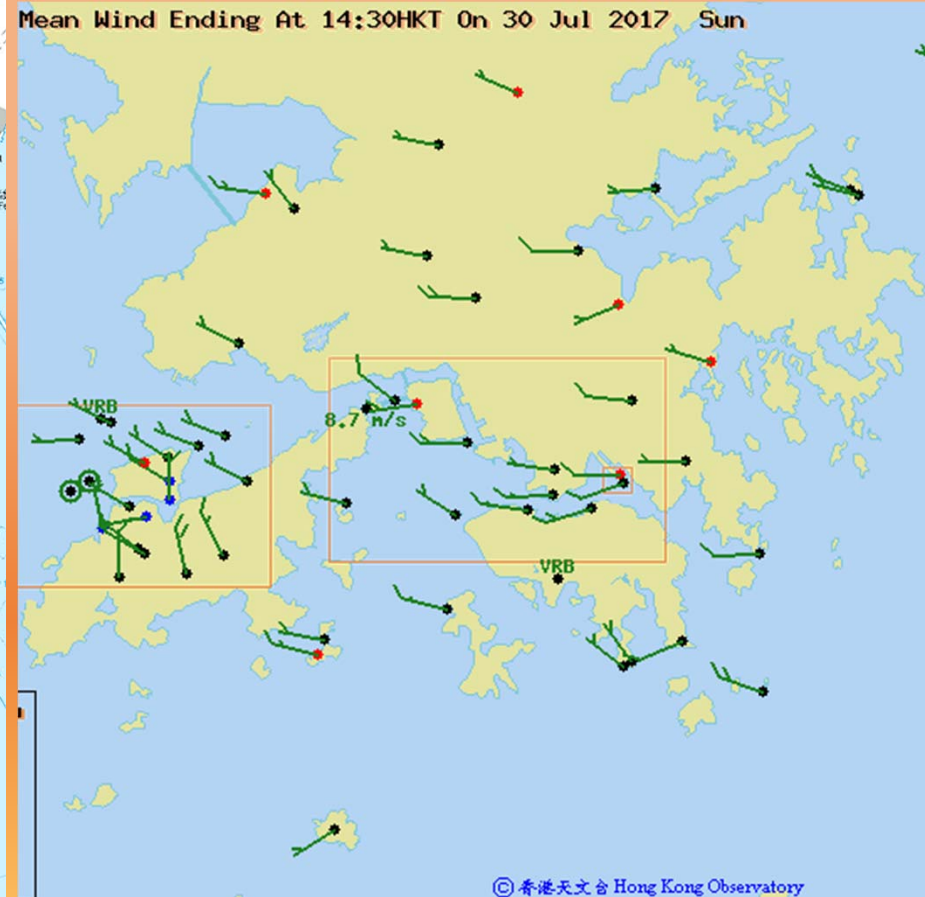 Mean Wind Ending At 14:30HKT On 30 Jul 2017 Sun
VRB
8.7 m/s
VRB
© 香港天文台 Hong Kong Observatory